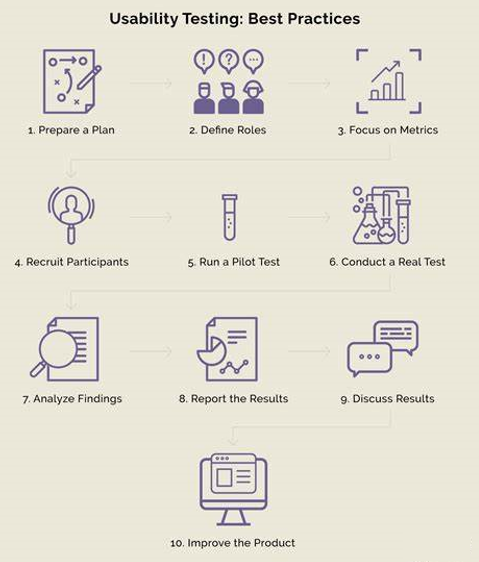 Usability Testing: Best Practices
1. Prepare a Plan
2. Define Roles
3. Focus on Metrics
4. Recruit Participants
5. Run a Pilot Test
6. Conduct a Real Test
7. Analyze Findings
8. Report the Results
9. Discuss Results
10. Improve the Product